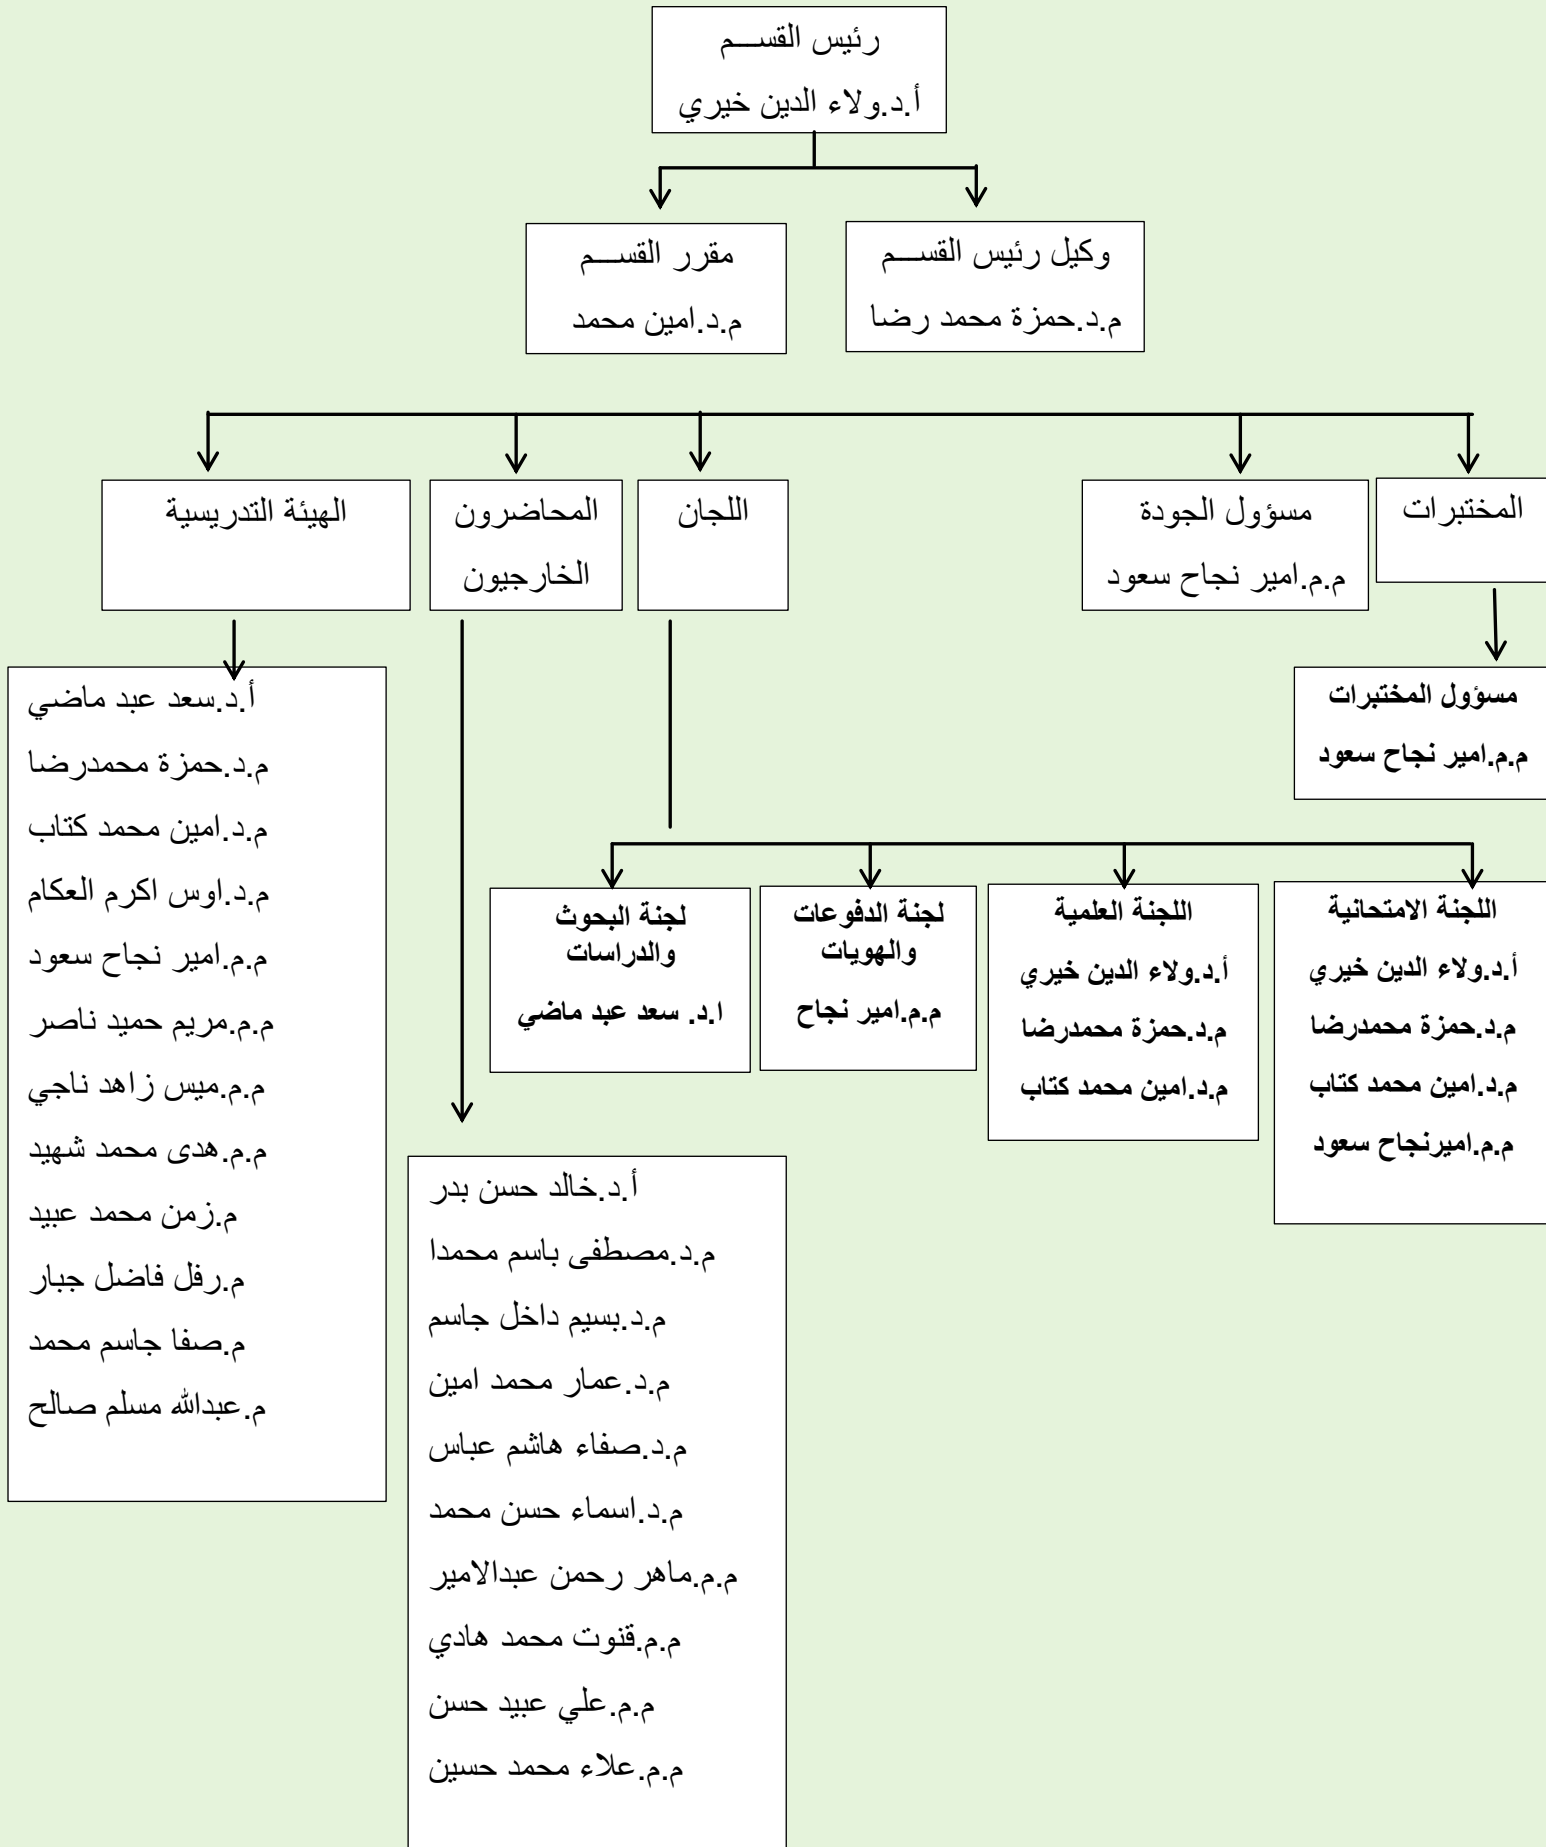 رئيس القســم
أ.د.ولاء الدين خيري
وكيل رئيس القســم
م.د.حمزة محمد رضا
مقرر القســم
م.د.امين محمد
المختبرات
مسؤول الجودة
م.م.امير نجاح سعود
اللجان
المحاضرون
الخارجيون
الهيئة التدريسية
مسؤول المختبرات
م.م.امير نجاح سعود
اللجنة الامتحانية
أ.د.ولاء الدين خيري
م.د.حمزة محمدرضا
م.د.امين محمد كتاب
م.م.اميرنجاح سعود
اللجنة العلمية
أ.د.ولاء الدين خيري
م.د.حمزة محمدرضا
م.د.امين محمد كتاب
لجنة الدفوعات
والهويات
م.م.امير نجاح
لجنة البحوث
والدراسات
ا.د. سعد عبد ماضي
أ.د.خالد حسن بدر
م.د.مصطفى باسم محمدا
م.د.بسيم داخل جاسم
م.د.عمار محمد امين
م.د.صفاء هاشم عباس
م.د.اسماء حسن محمد
م.م.ماهر رحمن عبدالامير
م.م.قنوت محمد هادي
م.م.علي عبيد حسن
م.م.علاء محمد حسين
أ.د.سعد عبد ماضي
م.د.حمزة محمدرضا
م.د.امين محمد كتاب
م.د.اوس اكرم العكام
م.م.امير نجاح سعود
م.م.مريم حميد ناصر
م.م.ميس زاهد ناجي
م.م.هدى محمد شهيد
م.زمن محمد عبيد
م.رفل فاضل جبار
م.صفا جاسم محمد
م.عبدالله مسلم صالح